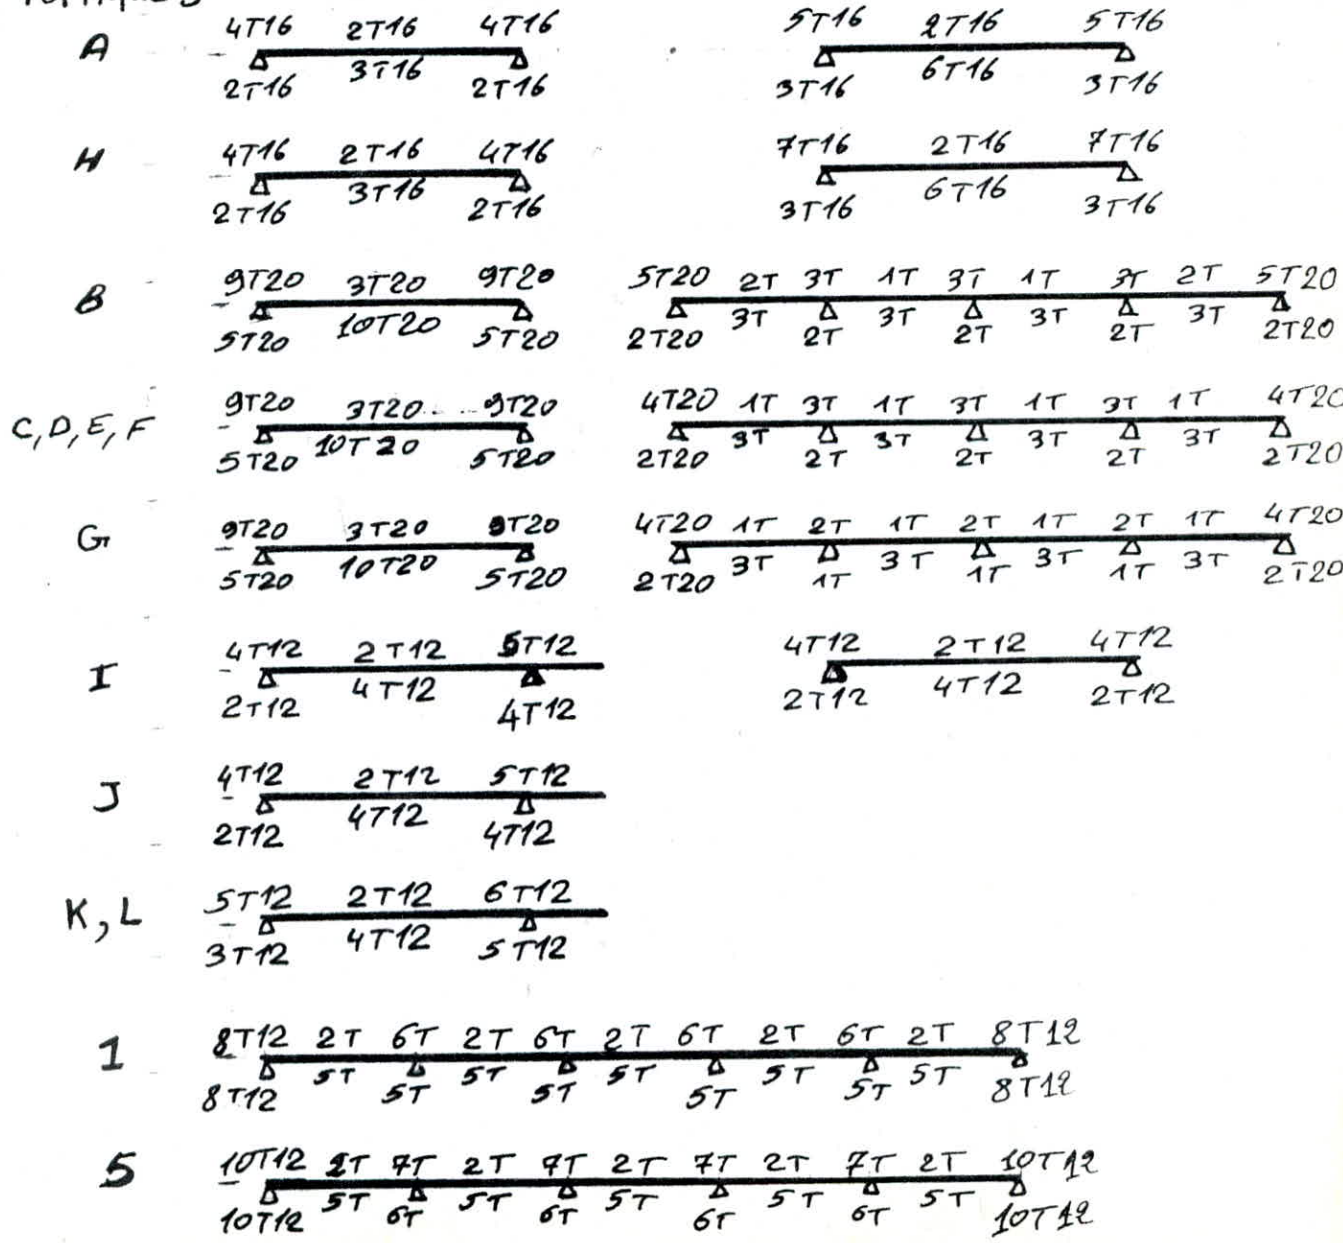 4T16 2T16 4T16 5T16 2T16 5T16
A
3T16 6T16
2T16 2T16 3T16 3T16
4T16 2T16 4T16 7T16 2T16 7T16
H
3T16 6T16
2T16 2T16 3T16 3T16
9T20 3T20 9T20 5T20 2T 3T 1T 3T 1T 3T 2T 5T20
B
10T20 3T 3T 3T 3T
5T20 5T20 2T20 2T 2T 2T 2T20
9T20 3T20 9T20 4T20 1T 3T 1T 3T 1T 3T 1T 4T20
C, D, E, F
10T20 3T 3T 3T 3T
5T20 5T20 2T20 2T 2T 2T 2T20
9T20 3T20 9T20 4T20 1T 2T 1T 2T 1T 2T 1T 4T20
G
10T20 3T 3T 3T 3T
5T20 5T20 2T20 1T 1T 1T 2T20
4T12 2T12 5T12 4T12 2T12 4T12
I
4T12 4T12
2T12 4T12 2T12 2T12
4T12 2T12 5T12
J
4T12
2T12 4T12
5T12 2T12 6T12
K, L
4T12
3T12 5T12
8T12 2T 6T 2T 6T 2T 6T 2T 6T 2T 8T12
1
5T 5T 5T 5T 5T
8T12 5T 5T 5T 5T 8T12
10T12 2T 7T 2T 7T 2T 7T 2T 7T 2T 10T12
5
5T 5T 5T 5T 5T
10T12 6T 6T 6T 6T 10T12